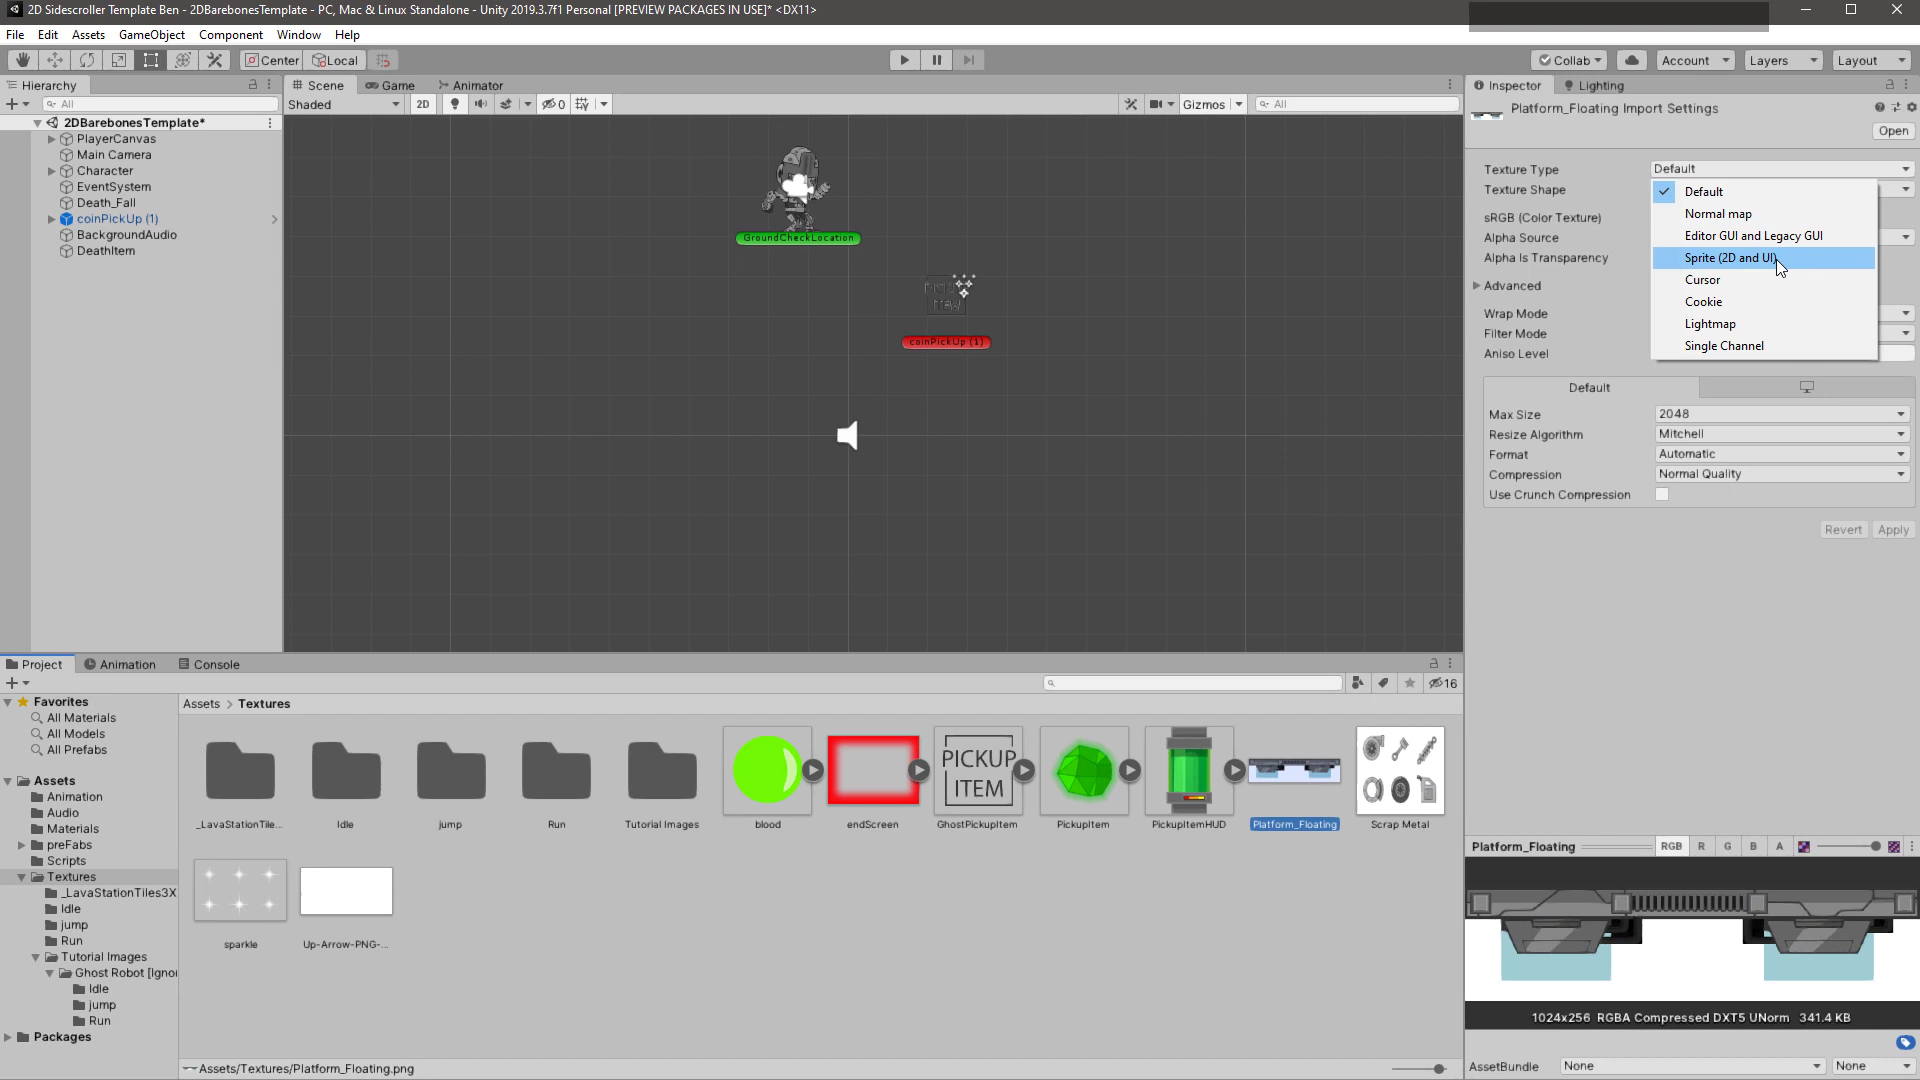 2D Sidescroller Template Ben - 2DBarebonesTemplate - PC, Mac & Linux Standalone - Unity 2019.3.7f1 Personal [PREVIEW PACKAGES IN USE]* <DX11>
File Edit Assets GameObject Component Window Help
Center Local Collab Account Layers Layout
Hierarchy
All
2DBarebonesTemplate*
PlayerCanvas
Main Camera
Character
EventSystem
Death_Fall
coinPickUp (1)
BackgroundAudio
DeathItem
Scene Game Animator
Shaded 2D 0 Gizmos All
GroundCheckLocation
PICKUP
ITEM
coinPickUp (1)
Inspector Lighting
Platform_Floating Import Settings
Open
Texture Type Default
Texture Shape
sRGB (Color Texture)
Alpha Source
Alpha Is Transparency
Advanced
Wrap Mode
Filter Mode
Aniso Level
Default
Normal map
Editor GUI and Legacy GUI
Sprite (2D and UI)
Cursor
Cookie
Lightmap
Single Channel
Default
Max Size 2048
Resize Algorithm Mitchell
Format Automatic
Compression Normal Quality
Use Crunch Compression
Revert Apply
Project Animation Console
16
Favorites
All Materials
All Models
All Prefabs
Assets
Animation
Audio
Materials
preFabs
Scripts
Textures
_LavaStationTiles3X
Idle
jump
Run
Tutorial Images
Ghost Robot [Ignor
Idle
jump
Run
Packages
Assets > Textures
PICKUP
ITEM
_LavaStationTile... Idle jump Run Tutorial Images blood endScreen GhostPickupItem PickupItem PickupItemHUD Platform_Floating Scrap Metal
sparkle Up-Arrow-PNG-...
Assets/Textures/Platform_Floating.png
Platform_Floating RGB R G B A
1024x256 RGBA Compressed DXT5 UNorm 341.4 KB
AssetBundle None None